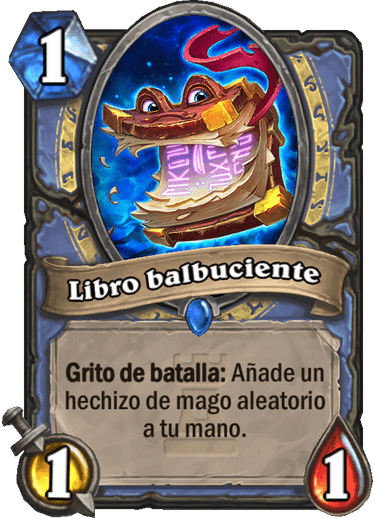 1
Libro balbuciente
Grito de batalla: Añade un
hechizo de mago aleatorio
a tu mano.
1
1